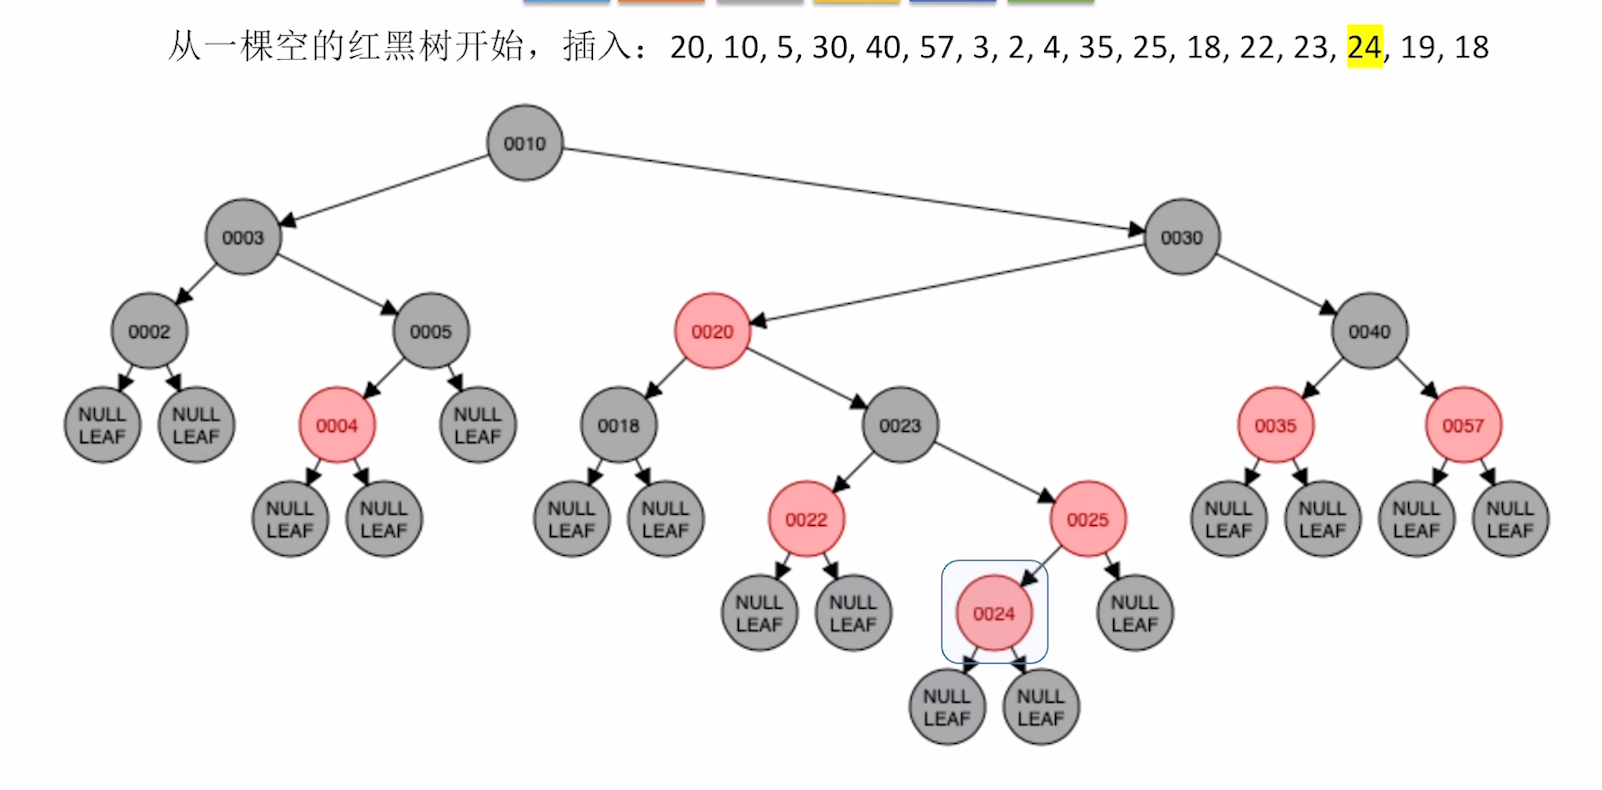 从一棵空的红黑树开始，插入：20, 10, 5, 30, 40, 57, 3, 2, 4, 35, 25, 18, 22, 23, 24, 19, 18
0010
0003
0030
0002
0005
0020
0040
NULL LEAF
NULL LEAF
0004
NULL LEAF
0018
0023
0035
0057
NULL LEAF
NULL LEAF
NULL LEAF
NULL LEAF
0022
0025
NULL LEAF
NULL LEAF
NULL LEAF
NULL LEAF
NULL LEAF
NULL LEAF
0024
NULL LEAF
NULL LEAF
NULL LEAF